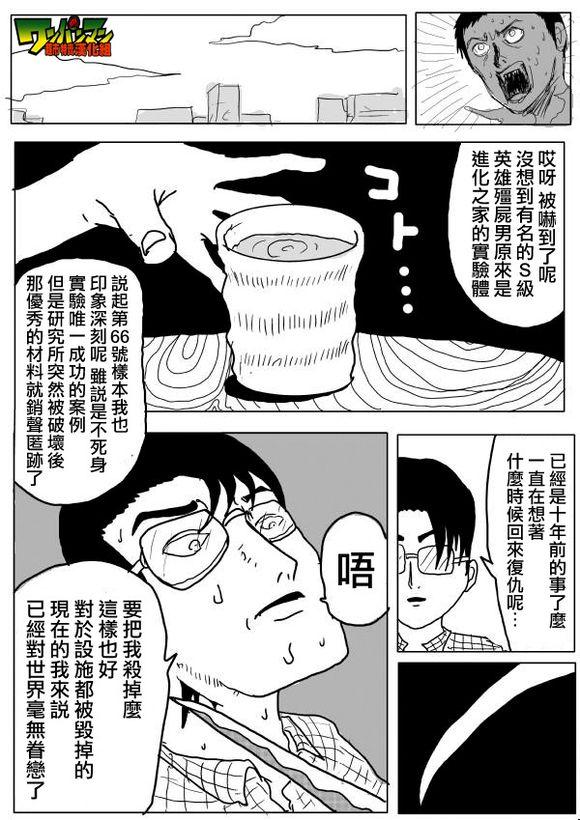 ワンパンマン
哎呀 被嚇到了呢
沒想到有名的S級
英雄殭屍男原來是
進化之家的實驗體
コト…
說起第66號樣本我也
印象深刻呢 雖說是不死身
實驗唯一成功的案例
但是研究所突然被破壞後
那優秀的材料就銷聲匿跡了
已經是十年前的事了麼
一直在想著
什麼時候回來復仇呢…
唔
要把我殺掉麼
這樣也好
對於設施都被毀掉的
現在的我來說
已經對世界毫無眷戀了